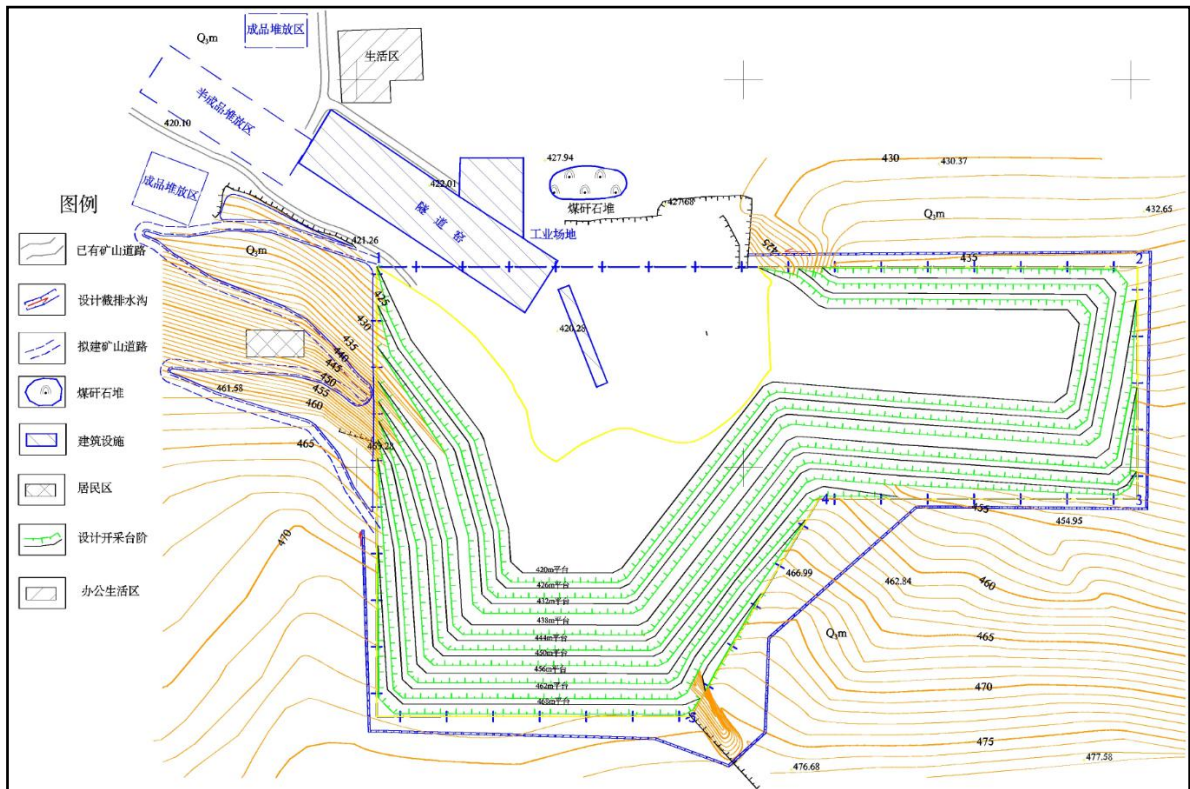 成品堆放区
Q₃m
生活区
半成品堆放区
420.10
427.94
430
430.37
成品堆放区
422.01
图例
煤矸石堆
427.68
Q₃m
432.65
隧道窑
工业场地
已有矿山道路
Q₃m
421.26
425
1
435
2
设计截排水沟
425
430
420.28
拟建矿山道路
435
440
445
450
455
煤矸石堆
461.58
460
建筑设施
465
469.28
居民区
4
3
455
454.95
设计开采台阶
470
420m平台
466.99
462.84
460
426m平台
办公生活区
432m平台
438m平台
Q₃m
465
444m平台
450m平台
456m平台
462m平台
470
468m平台
5
475
476.68
477.58